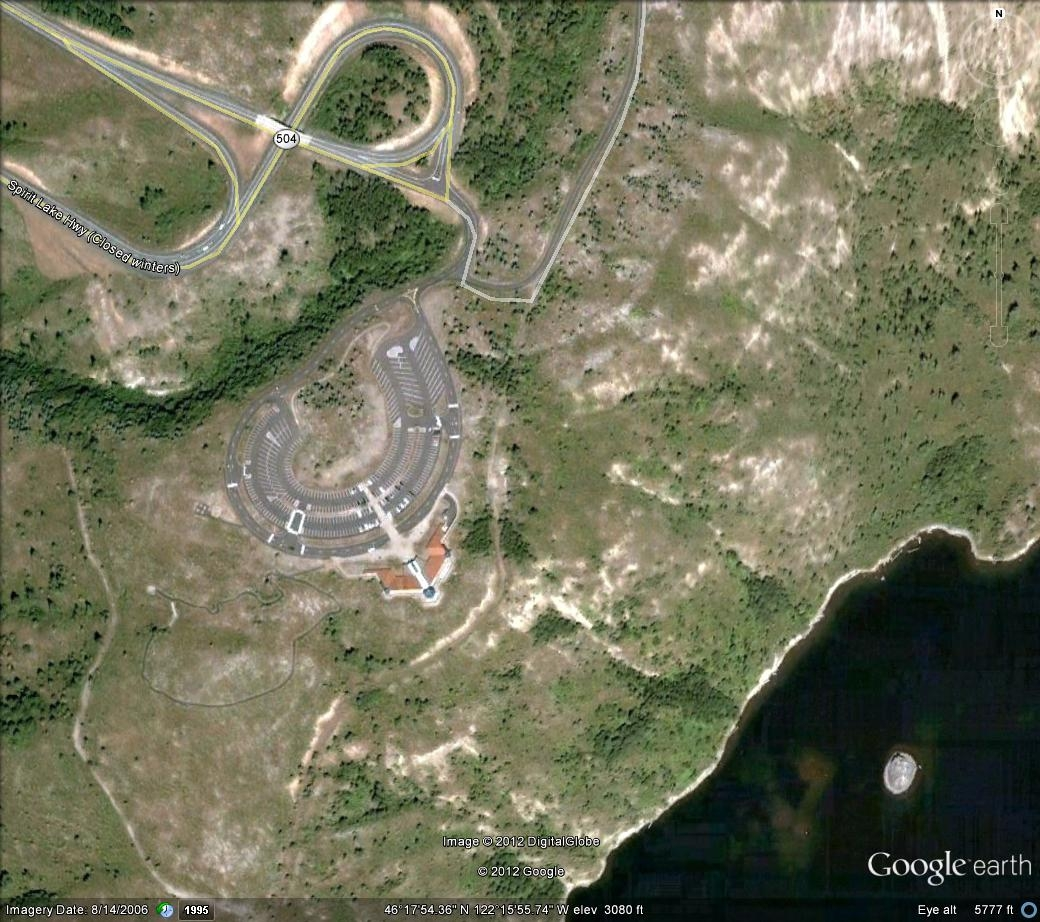 N
504
Spirit Lake Hwy (Closed winters)
Image © 2012 DigitalGlobe
© 2012 Google
Google earth
Imagery Date: 8/14/2006 1995 46°17'54.36" N 122°15'55.74" W elev 3080 ft Eye alt 5777 ft